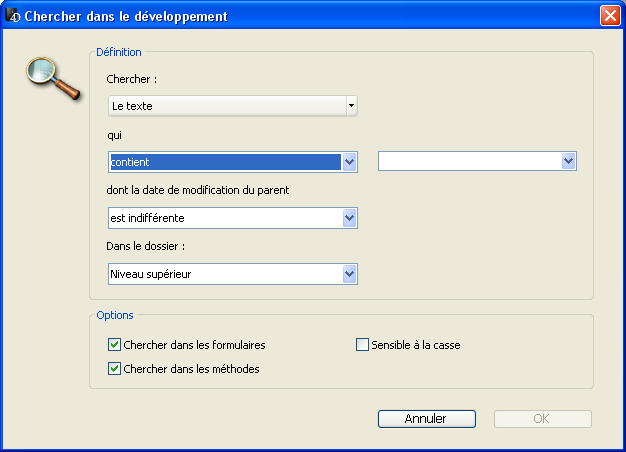 Chercher dans le développement
Définition
Chercher :
Le texte
qui
contient
dont la date de modification du parent
est indifférente
Dans le dossier :
Niveau supérieur
Options
Chercher dans les formulaires
Sensible à la casse
Chercher dans les méthodes
Annuler
OK